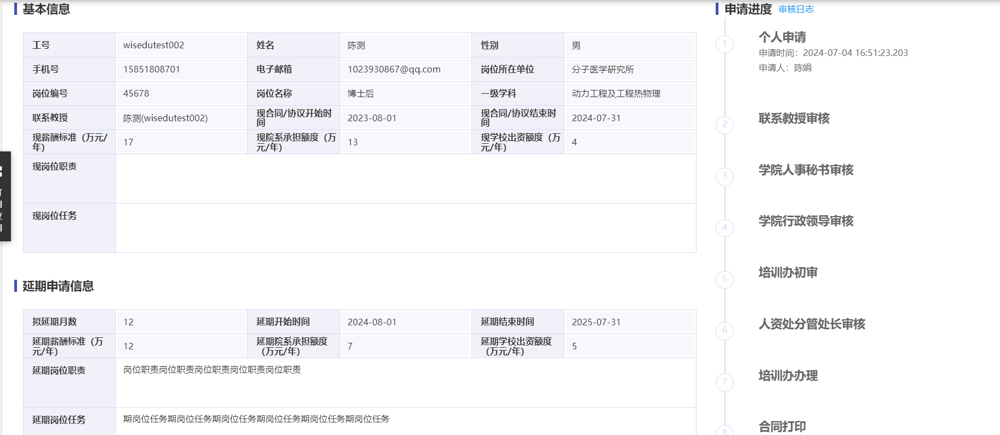 基本信息
工号 wisedutest002 姓名 陈测 性别 男
手机号 15851808701 电子邮箱 1023930867@qq.com 岗位所在单位 分子医学研究所
岗位编号 45678 岗位名称 博士后 一级学科 动力工程及工程热物理
联系教授 陈测(wisedutest002) 现合同/协议开始时间 2023-08-01 现合同/协议结束时间 2024-07-31
现薪酬标准（万元/年） 17 现院系承担额度（万元/年） 13 现学校出资额度（万元/年） 4
现岗位职责
现岗位任务
延期申请信息
拟延期月数 12 延期开始时间 2024-08-01 延期结束时间 2025-07-31
延期薪酬标准（万元/年） 12 延期院系承担额度（万元/年） 7 延期学校出资额度（万元/年） 5
延期岗位职责 岗位职责岗位职责岗位职责岗位职责岗位职责
延期岗位任务 期岗位任务期岗位任务期岗位任务期岗位任务期岗位任务期岗位任务
申请进度 审核日志
1 个人申请
申请时间：2024-07-04 16:51:23.203
申请人：陈娟
2 联系教授审核
3 学院人事秘书审核
4 学院行政领导审核
5 培训办初审
6 人资处分管处长审核
7 培训办办理
8 合同打印